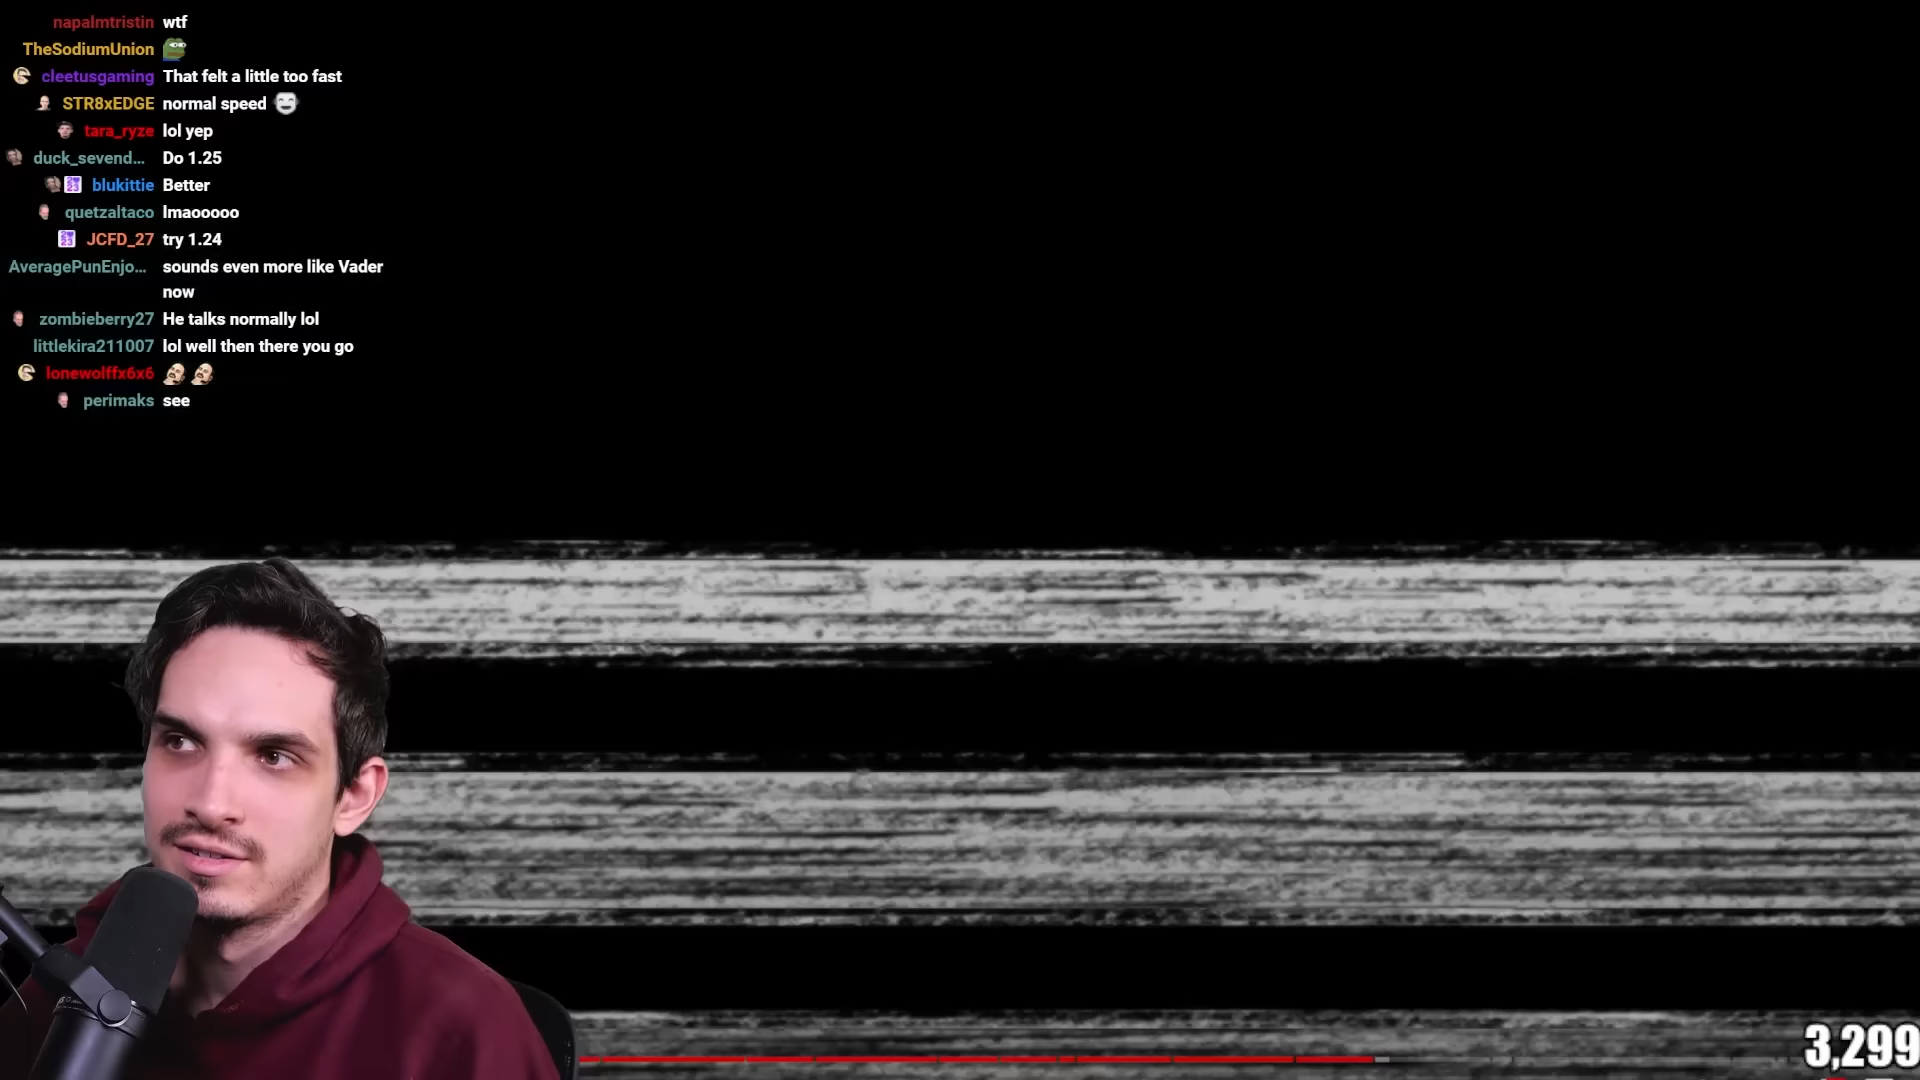 napalmtristin wtf
TheSodiumUnion
cleetusgaming That felt a little too fast
STR8xEDGE normal speed
tara_ryze lol yep
duck_sevend... Do 1.25
blukittie Better
quetzaltaco lmaooooo
JCFD_27 try 1.24
AveragePunEnjo... sounds even more like Vader
now
zombieberry27 He talks normally lol
littlekira211007 lol well then there you go
lonewolffx6x6
perimaks see
3,299